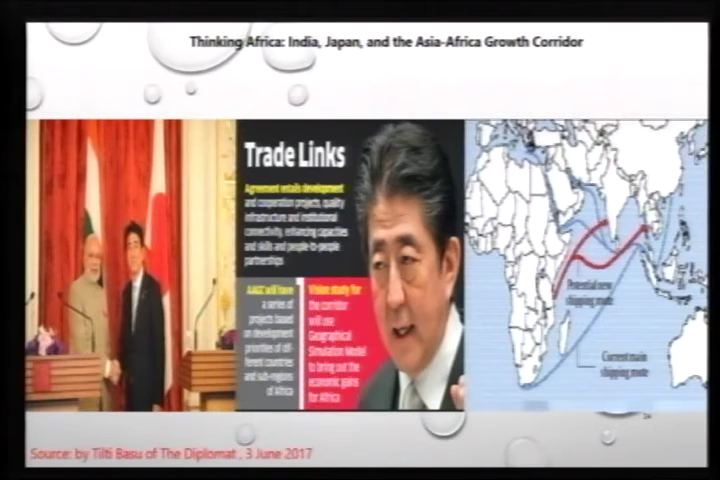 Thinking Africa: India, Japan, and the Asia-Africa Growth Corridor
Trade Links
Agreement entails development
and cooperation projects, quality
infrastructure and institutional
connectivity, enhancing capacities
and skills and people-to-people
partnerships
AAGC will have
a series of
projects based
on development
priorities of dif-
ferent countries
and sub-regions
of Africa
Vision study for
the corridor
will use
Geographical
Simulation Model
to bring out the
economic gains
for Africa
Potential new
shipping route
Current main
shipping route
Source: by Tilti Basu of The Diplomat , 3 June 2017